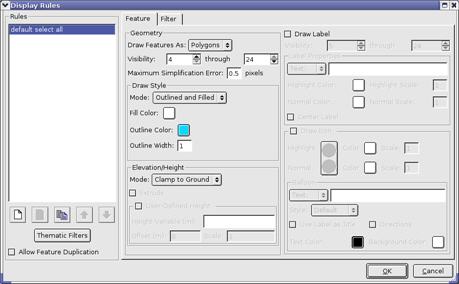 Display Rules
Rules
default select all
Thematic Filters
Allow Feature Duplication
Feature
Filter
Geometry
Draw Features As: Polygons
Visibility: 4 through 24
Maximum Simplification Error: 0.5 pixels
Draw Style
Mode: Outlined and Filled
Fill Color:
Outline Color:
Outline Width: 1
Elevation/Height
Mode: Clamp to Ground
Extrude
User-Defined Height
Height Variable (m):
Offset (m): 0 Scale: 1
Draw Label
Visibility: through 24
Label Properties
Text:
Highlight Color: Highlight Scale:
Normal Color: Normal Scale:
Center Label
Draw Icon
Highlight: Color: Scale: 1
Normal: Color: Scale: 1
Balloon
Text:
Style: Default
Use Label as Title Directions
Text Color: Background Color:
OK
Cancel